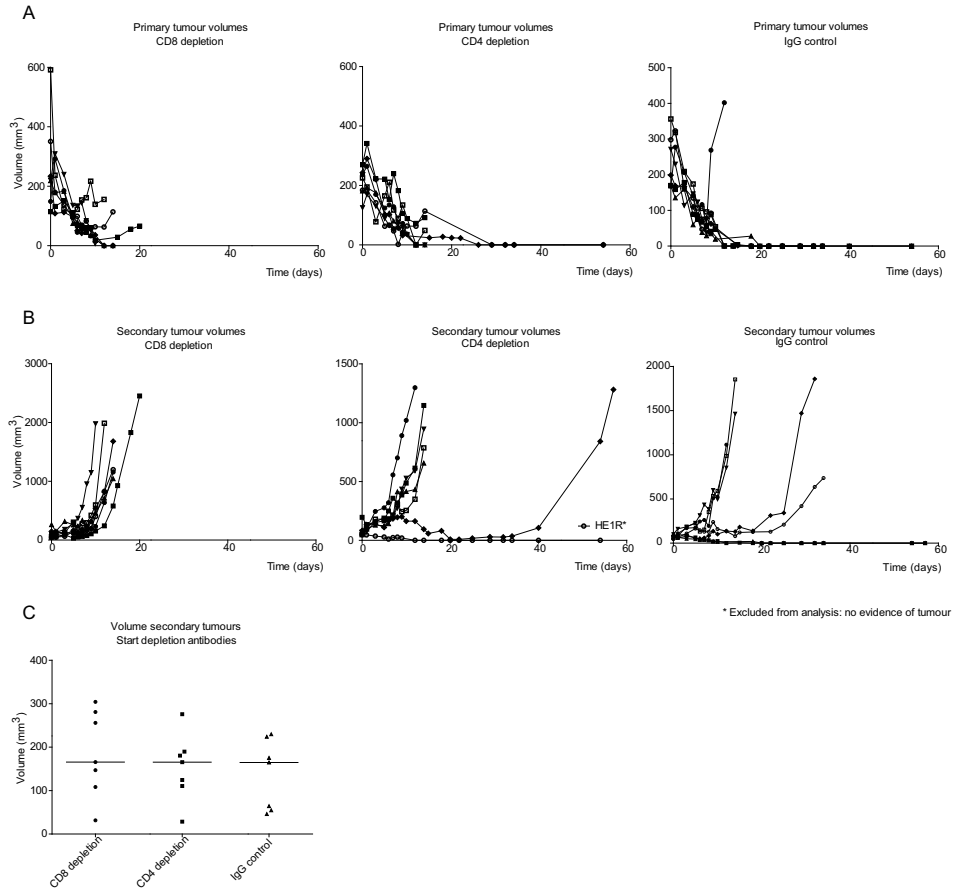 A
Primary tumour volumes
CD8 depletion
Primary tumour volumes
CD4 depletion
Primary tumour volumes
IgG control
Volume (mm3)
600
400
200
0
0
20
40
60
Time (days)
600
400
200
0
0
20
40
60
Time (days)
500
400
300
200
100
0
0
20
40
60
Time (days)
B
Secondary tumour volumes
CD8 depletion
Secondary tumour volumes
CD4 depletion
Secondary tumour volumes
IgG control
Volume (mm3)
3000
2000
1000
0
0
20
40
60
Time (days)
1500
1000
500
0
HE1R*
0
20
40
60
Time (days)
2000
1500
1000
500
0
0
20
40
60
Time (days)
* Excluded from analysis: no evidence of tumour
C
Volume secondary tumours
Start depletion antibodies
Volume (mm3)
400
300
200
100
0
CD8 depletion
CD4 depletion
IgG control